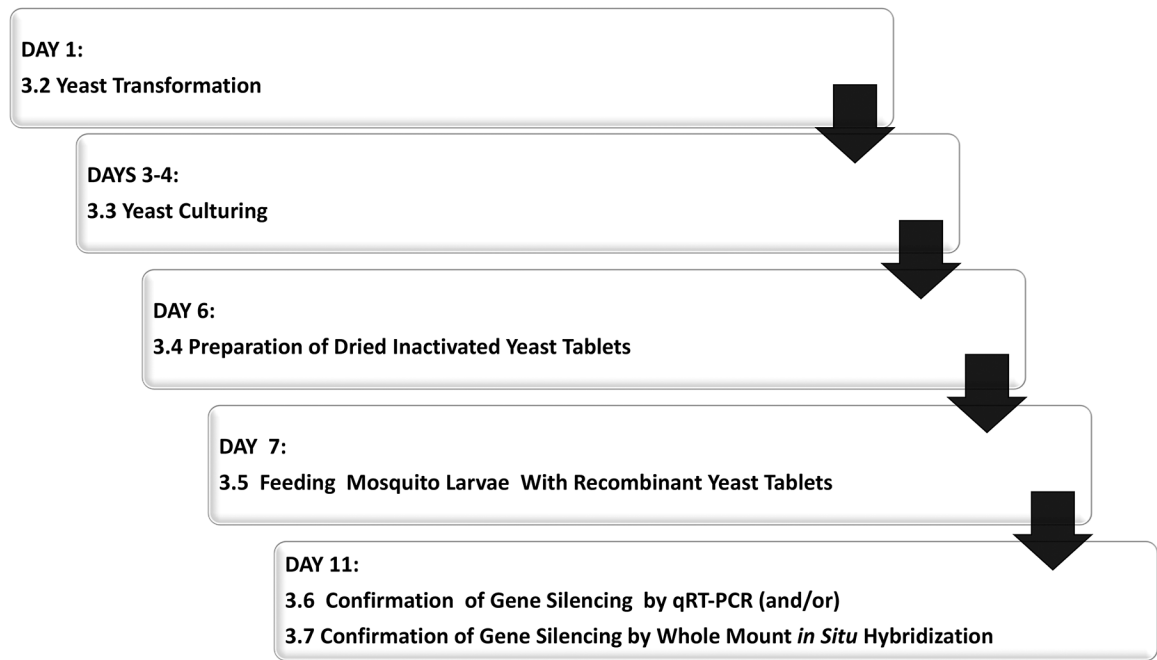 DAY 1:
3.2 Yeast Transformation
DAYS 3-4:
3.3 Yeast Culturing
DAY 6:
3.4 Preparation of Dried Inactivated Yeast Tablets
DAY 7:
3.5 Feeding Mosquito Larvae With Recombinant Yeast Tablets
DAY 11:
3.6 Confirmation of Gene Silencing by qRT-PCR (and/or)
3.7 Confirmation of Gene Silencing by Whole Mount in Situ Hybridization